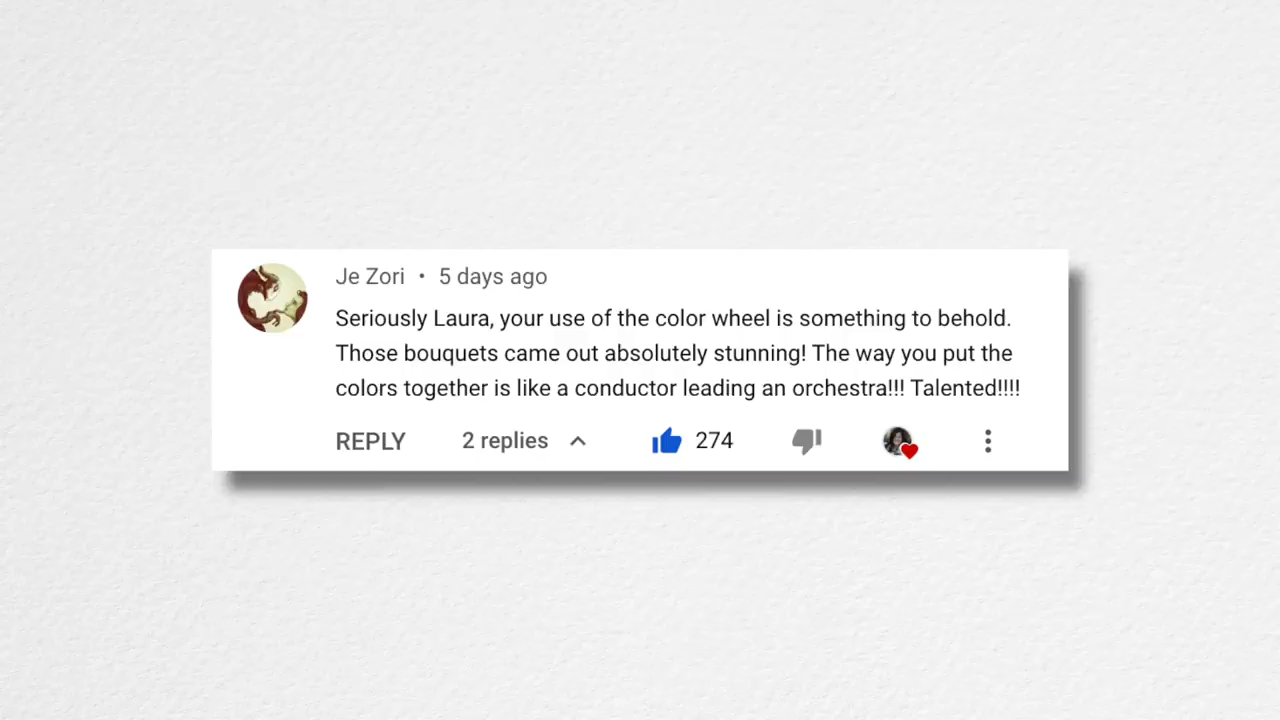 Je Zori • 5 days ago
Seriously Laura, your use of the color wheel is something to behold.
Those bouquets came out absolutely stunning! The way you put the
colors together is like a conductor leading an orchestra!!! Talented!!!!
REPLY 2 replies 274